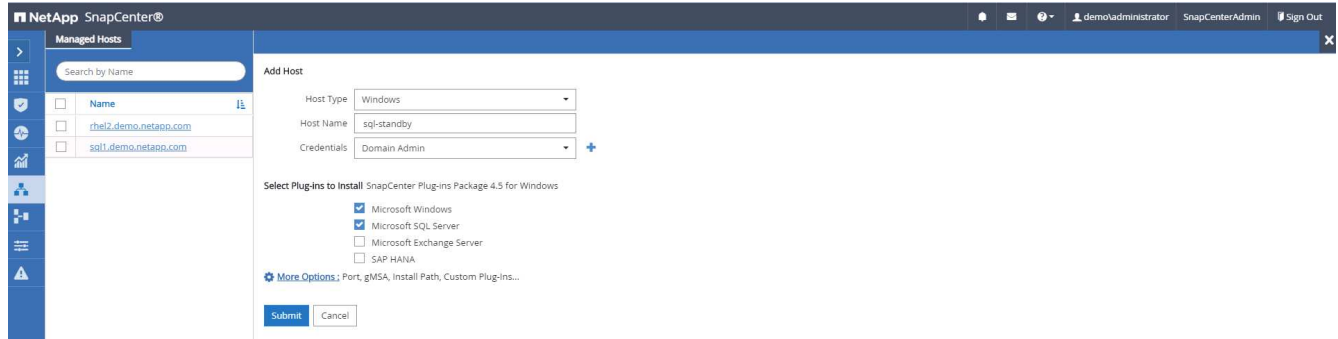 NetApp SnapCenter®
demo\administrator SnapCenterAdmin Sign Out
Managed Hosts
Search by Name
Name
rhel2.demo.netapp.com
sql1.demo.netapp.com
Add Host
Host Type Windows
Host Name sql-standby
Credentials Domain Admin
Select Plug-ins to Install SnapCenter Plug-ins Package 4.5 for Windows
Microsoft Windows
Microsoft SQL Server
Microsoft Exchange Server
SAP HANA
More Options : Port, gMSA, Install Path, Custom Plug-Ins...
Submit Cancel